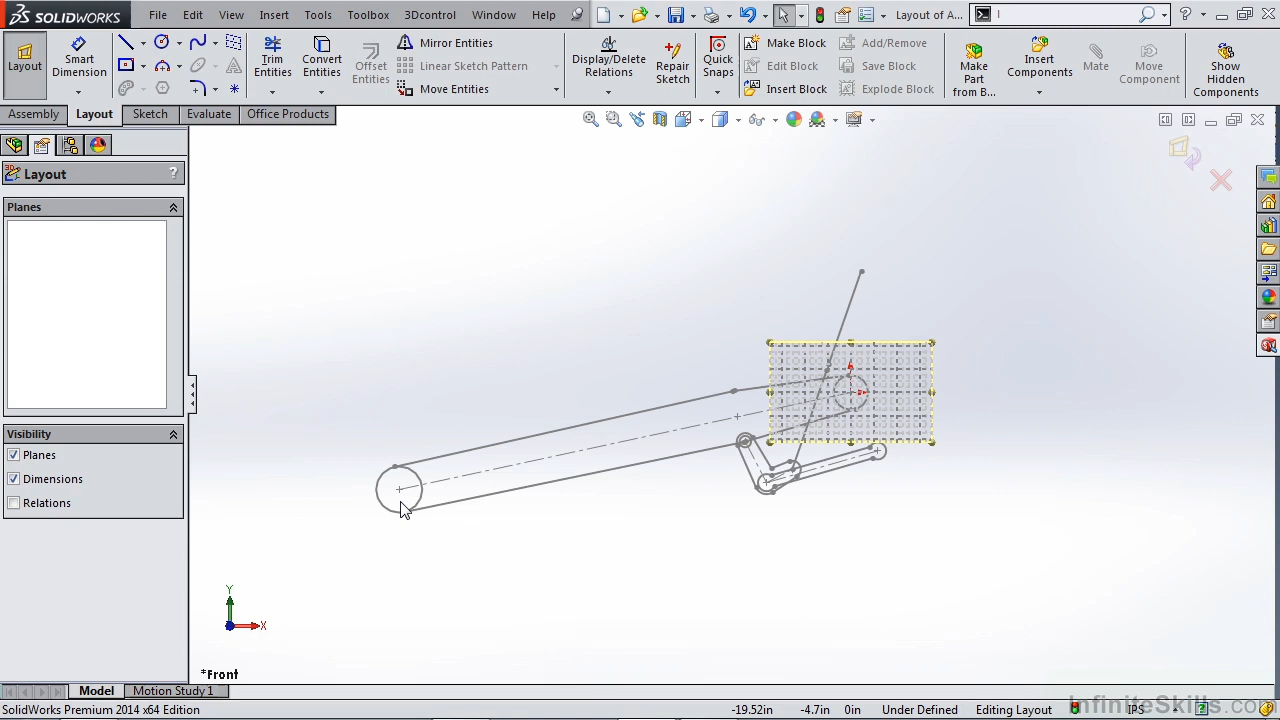 SOLIDWORKS File Edit View Insert Tools Toolbox 3Dcontrol Window Help Layout of A... l
Layout Smart Dimension Trim Entities Convert Entities Offset Entities Mirror Entities Linear Sketch Pattern Move Entities Display/Delete Relations Repair Sketch Quick Snaps Make Block Edit Block Insert Block Add/Remove Save Block Explode Block Make Part from B... Insert Components Mate Move Component Show Hidden Components
Assembly Layout Sketch Evaluate Office Products
Layout ?
Planes
Visibility
Planes
Dimensions
Relations
Y
X
*Front
Model Motion Study 1
SolidWorks Premium 2014 x64 Edition -19.52in -4.7in 0in Under Defined Editing Layout IPS
InfiniteSkills.com